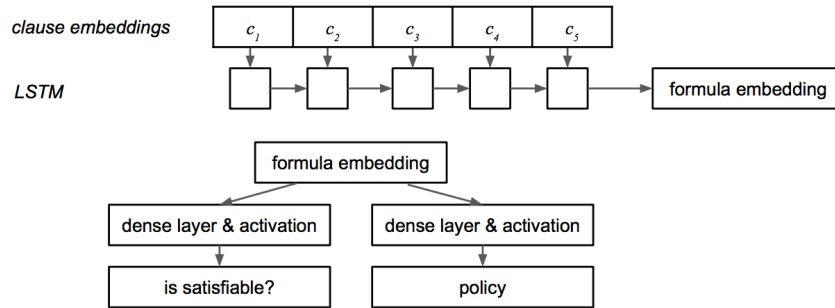 clause embeddings c₁ c₂ c₃ c₄ c₅
LSTM formula embedding
formula embedding
dense layer & activation dense layer & activation
is satisfiable? policy